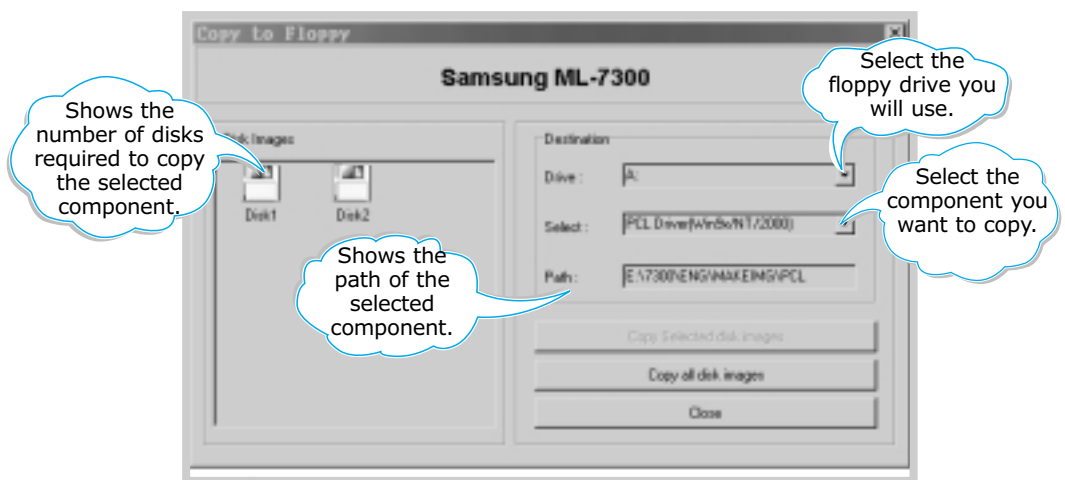 Copy to Floppy
Samsung ML-7300
Select the
floppy drive you
will use.
Shows the
number of disks
required to copy
the selected
component.
Disk Images
Disk1
Disk2
Destination
Drive :
A:
Select the
component you
want to copy.
Select :
PCL Driver(Win9x/NT/2000)
Shows the
path of the
selected
component.
Path :
E:\7300\ENG\MAKEIMG\PCL
Copy Selected disk images
Copy all disk images
Close